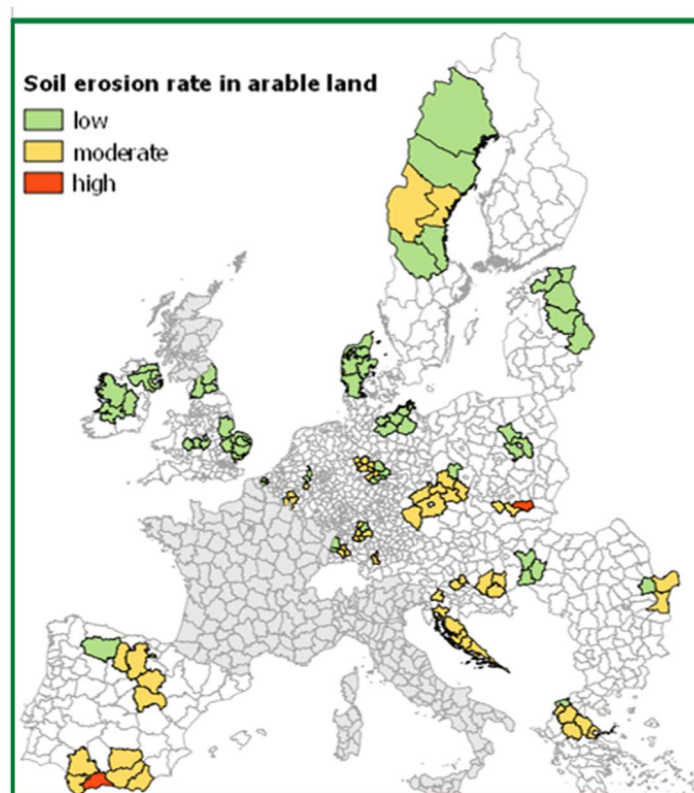 Soil erosion rate in arable land
low
moderate
high